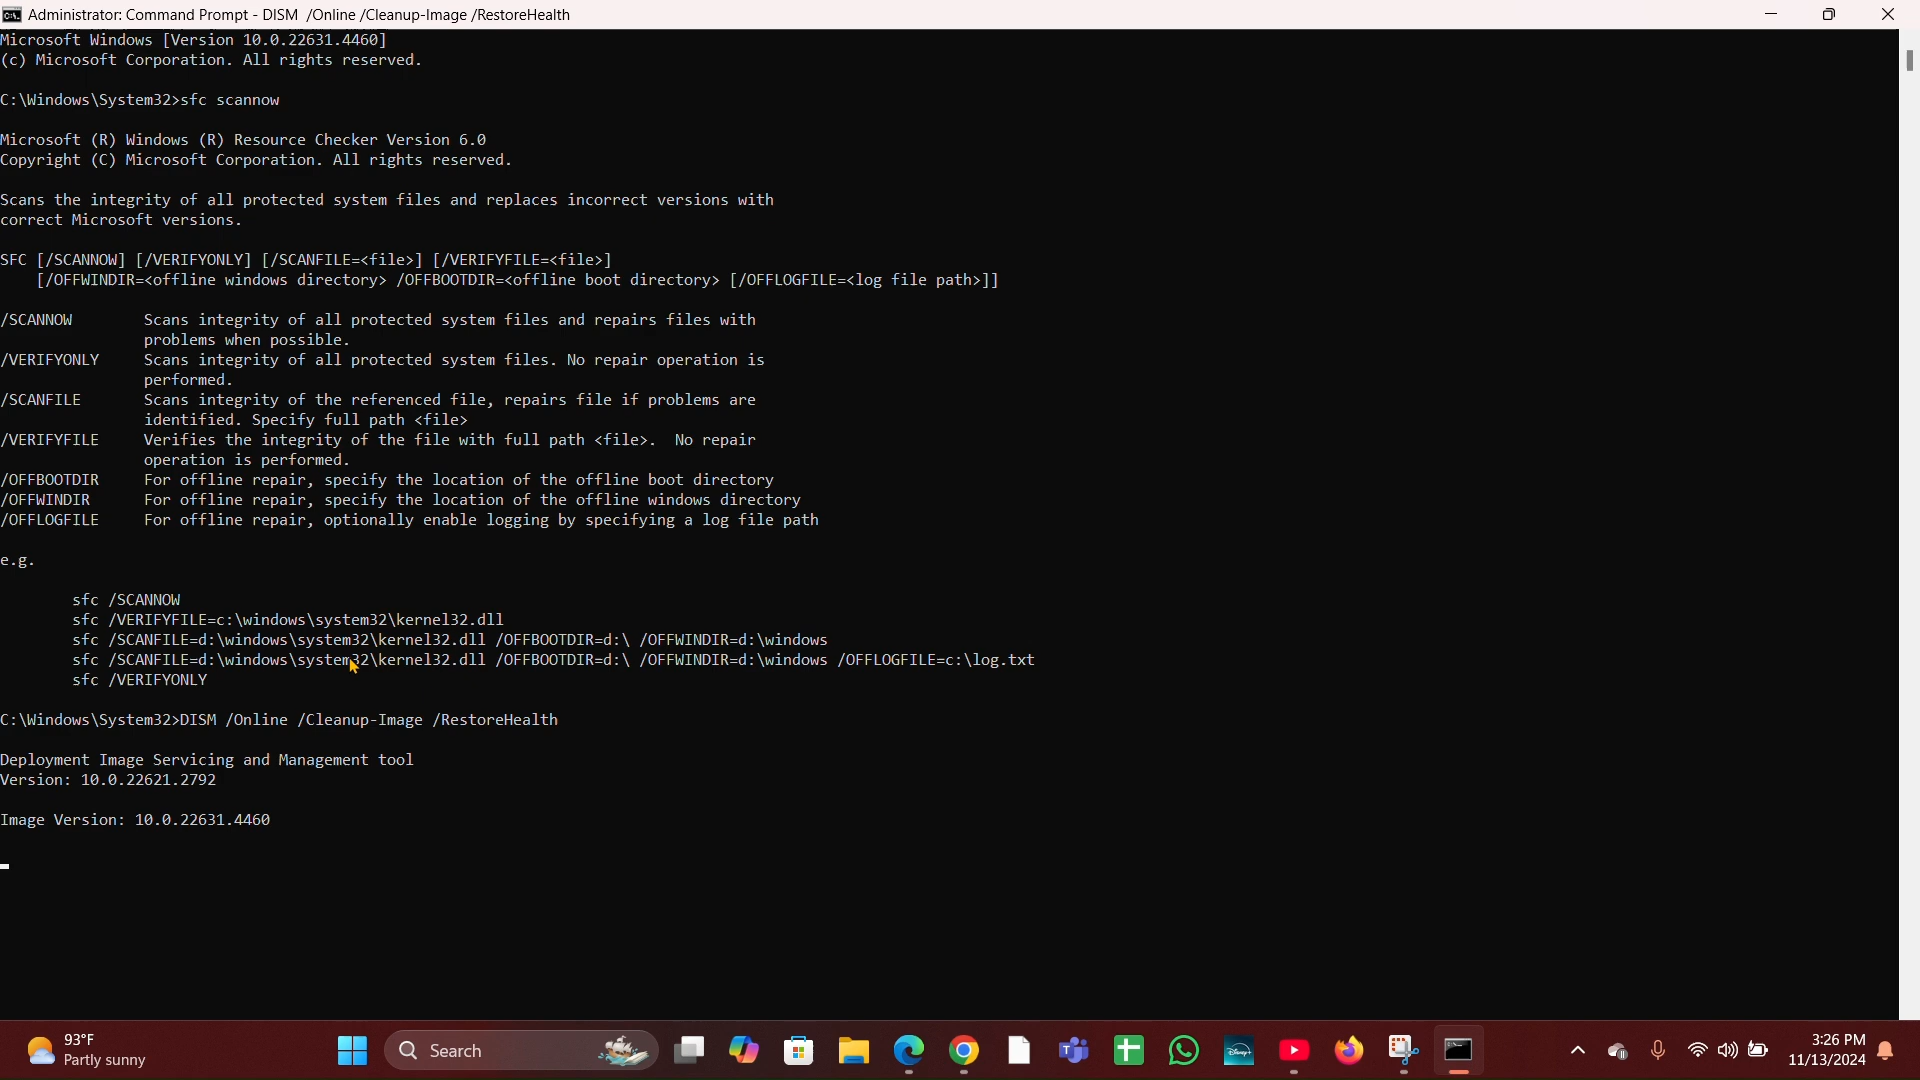 Administrator: Command Prompt - DISM /Online /Cleanup-Image /RestoreHealth
Microsoft Windows [Version 10.0.22631.4460]
(c) Microsoft Corporation. All rights reserved.
C:\Windows\System32>sfc scannow
Microsoft (R) Windows (R) Resource Checker Version 6.0
Copyright (C) Microsoft Corporation. All rights reserved.
Scans the integrity of all protected system files and replaces incorrect versions with
correct Microsoft versions.
SFC [/SCANNOW] [/VERIFYONLY] [/SCANFILE=<file>] [/VERIFYFILE=<file>]
[/OFFWINDIR=<offline windows directory> /OFFBOOTDIR=<offline boot directory> [/OFFLOGFILE=<log file path>]]
/SCANNOW Scans integrity of all protected system files and repairs files with
problems when possible.
/VERIFYONLY Scans integrity of all protected system files. No repair operation is
performed.
/SCANFILE Scans integrity of the referenced file, repairs file if problems are
identified. Specify full path <file>
/VERIFYFILE Verifies the integrity of the file with full path <file>. No repair
operation is performed.
/OFFBOOTDIR For offline repair, specify the location of the offline boot directory
/OFFWINDIR For offline repair, specify the location of the offline windows directory
/OFFLOGFILE For offline repair, optionally enable logging by specifying a log file path
e.g.
sfc /SCANNOW
sfc /VERIFYFILE=c:\windows\system32\kernel32.dll
sfc /SCANFILE=d:\windows\system32\kernel32.dll /OFFBOOTDIR=d:\ /OFFWINDIR=d:\windows
sfc /SCANFILE=d:\windows\system32\kernel32.dll /OFFBOOTDIR=d:\ /OFFWINDIR=d:\windows /OFFLOGFILE=c:\log.txt
sfc /VERIFYONLY
C:\Windows\System32>DISM /Online /Cleanup-Image /RestoreHealth
Deployment Image Servicing and Management tool
Version: 10.0.22621.2792
Image Version: 10.0.22631.4460
93°F
Partly sunny
Search
3:26 PM
11/13/2024